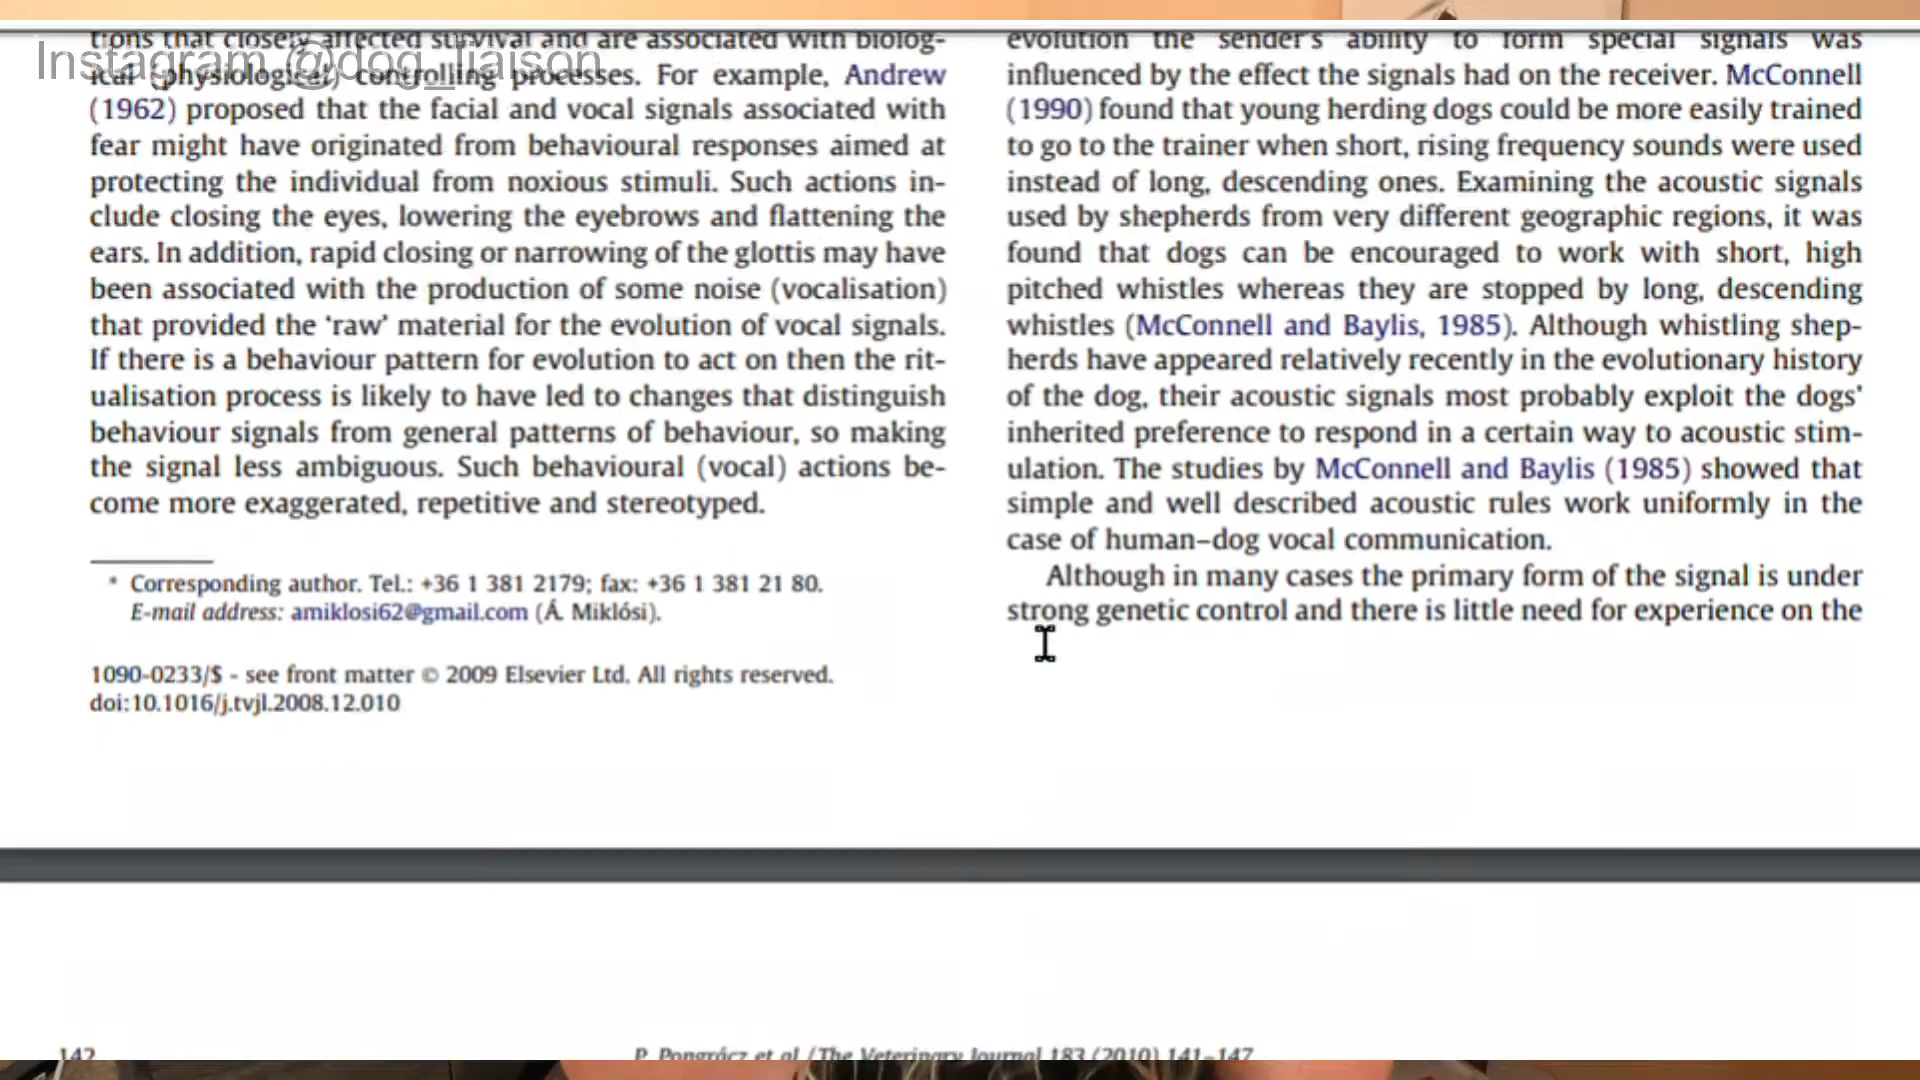 Instagram @dog_liaison
tions that closely affected survival and are associated with biolog-
ical (physiological) controlling processes. For example, Andrew
(1962) proposed that the facial and vocal signals associated with
fear might have originated from behavioural responses aimed at
protecting the individual from noxious stimuli. Such actions in-
clude closing the eyes, lowering the eyebrows and flattening the
ears. In addition, rapid closing or narrowing of the glottis may have
been associated with the production of some noise (vocalisation)
that provided the ‘raw’ material for the evolution of vocal signals.
If there is a behaviour pattern for evolution to act on then the rit-
ualisation process is likely to have led to changes that distinguish
behaviour signals from general patterns of behaviour, so making
the signal less ambiguous. Such behavioural (vocal) actions be-
come more exaggerated, repetitive and stereotyped.
* Corresponding author. Tel.: +36 1 381 2179; fax: +36 1 381 21 80.
E-mail address: amiklosi62@gmail.com (Á. Miklósi).
1090-0233/$ - see front matter © 2009 Elsevier Ltd. All rights reserved.
doi:10.1016/j.tvjl.2008.12.010
evolution the sender's ability to form special signals was
influenced by the effect the signals had on the receiver. McConnell
(1990) found that young herding dogs could be more easily trained
to go to the trainer when short, rising frequency sounds were used
instead of long, descending ones. Examining the acoustic signals
used by shepherds from very different geographic regions, it was
found that dogs can be encouraged to work with short, high
pitched whistles whereas they are stopped by long, descending
whistles (McConnell and Baylis, 1985). Although whistling shep-
herds have appeared relatively recently in the evolutionary history
of the dog, their acoustic signals most probably exploit the dogs'
inherited preference to respond in a certain way to acoustic stim-
ulation. The studies by McConnell and Baylis (1985) showed that
simple and well described acoustic rules work uniformly in the
case of human–dog vocal communication.
Although in many cases the primary form of the signal is under
strong genetic control and there is little need for experience on the
142
P. Pongrácz et al. / The Veterinary Journal 183 (2010) 141–147